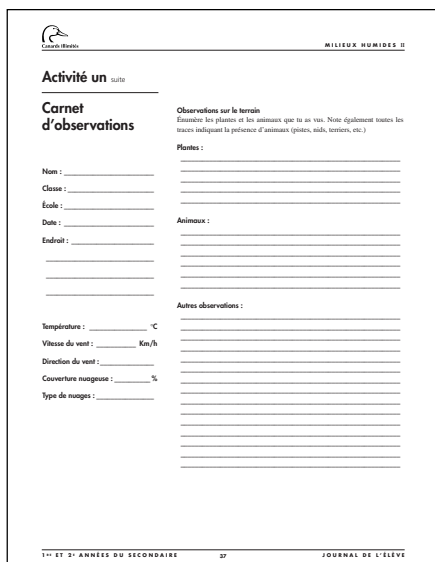 Canards Illimités
MILIEUX HUMIDES II
Activité un suite
Carnet
d'observations
Nom :
Classe :
École :
Date :
Endroit :
Température : °C
Vitesse du vent : Km/h
Direction du vent :
Couverture nuageuse : %
Type de nuages :
Observations sur le terrain
Énumère les plantes et les animaux que tu as vus. Note également toutes les
traces indiquant la présence d'animaux (pistes, nids, terriers, etc.)
Plantes :
Animaux :
Autres observations :
1re ET 2e ANNÉES DU SECONDAIRE
37
JOURNAL DE L'ÉLÈVE